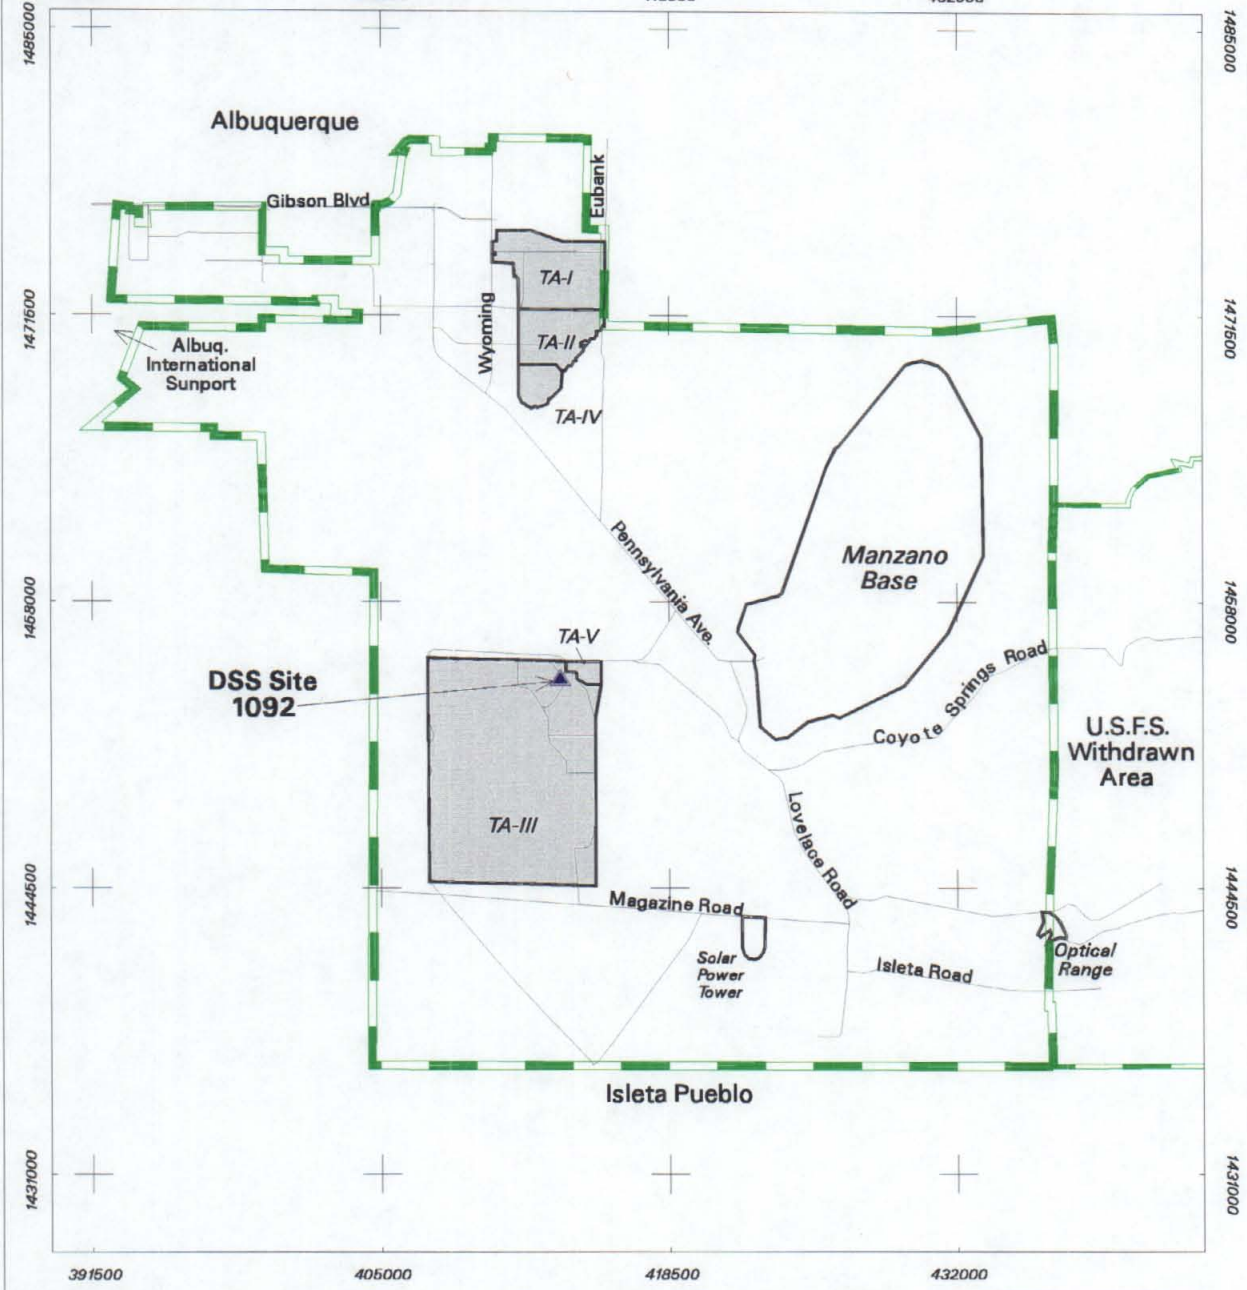 1485000
1485000
Albuquerque
Gibson Blvd
Eubank
TA-I
1471500
Wyoming
TA-II
1471500
Albuq.
International
Sunport
TA-IV
Pennsylvania Ave.
Manzano
Base
1458000
1458000
TA-V
DSS Site
1092
Coyote Springs Road
U.S.F.S.
Withdrawn
Area
TA-III
Lovelace Road
1444500
1444500
Magazine Road
Solar
Power
Tower
Isleta Road
Optical
Range
Isleta Pueblo
1431000
1431000
391500
405000
418500
432000